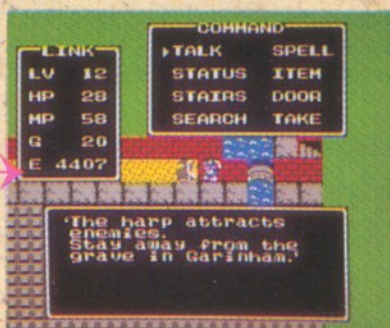 LINK
LV 12
HP 28
MP 58
G 20
E 4407
COMMAND
▸TALK SPELL
STATUS ITEM
STAIRS DOOR
SEARCH TAKE
'The harp attracts
enemies.
Stay away from the
grave in Garinham.'